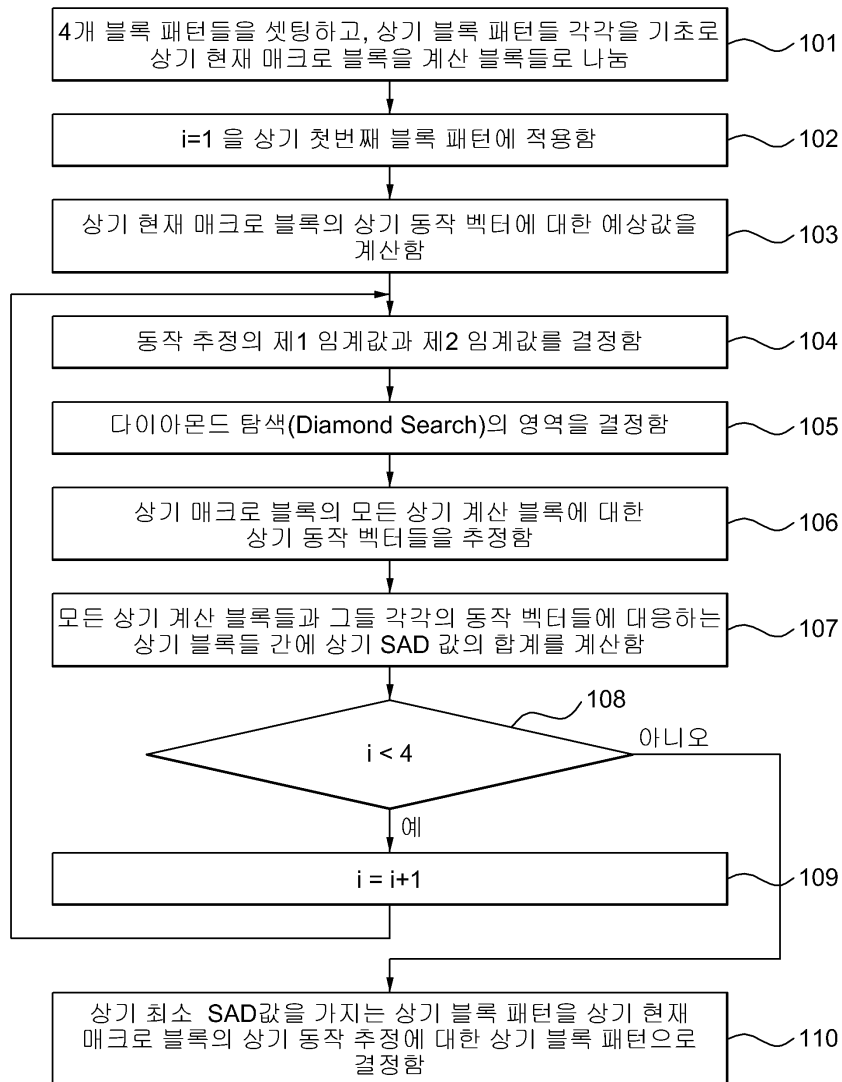 4개 블록 패턴들을 셋팅하고, 상기 블록 패턴들 각각을 기초로
상기 현재 매크로 블록을 계산 블록들로 나눔
101
i=1 을 상기 첫번째 블록 패턴에 적용함
102
상기 현재 매크로 블록의 상기 동작 벡터에 대한 예상값을
계산함
103
동작 추정의 제1 임계값과 제2 임계값를 결정함
104
다이아몬드 탐색(Diamond Search)의 영역을 결정함
105
상기 매크로 블록의 모든 상기 계산 블록에 대한
상기 동작 벡터들을 추정함
106
모든 상기 계산 블록들과 그들 각각의 동작 벡터들에 대응하는
상기 블록들 간에 상기 SAD 값의 합계를 계산함
107
108
i < 4
아니오
예
i = i+1
109
상기 최소 SAD값을 가지는 상기 블록 패턴을 상기 현재
매크로 블록의 상기 동작 추정에 대한 상기 블록 패턴으로
결정함
110